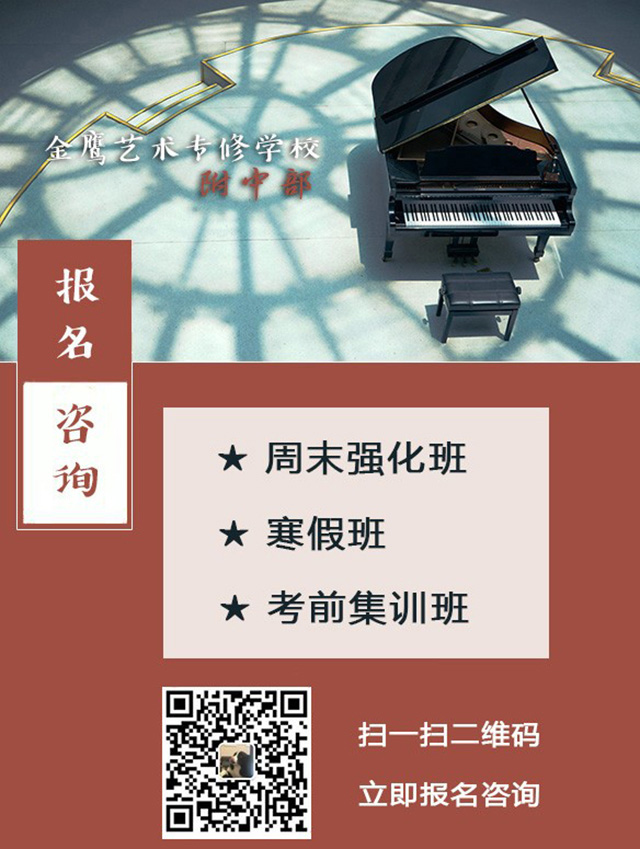 金鹰艺术专修学校
附中部
报名
咨询
★ 周末强化班
★ 寒假班
★ 考前集训班
扫一扫二维码
立即报名咨询